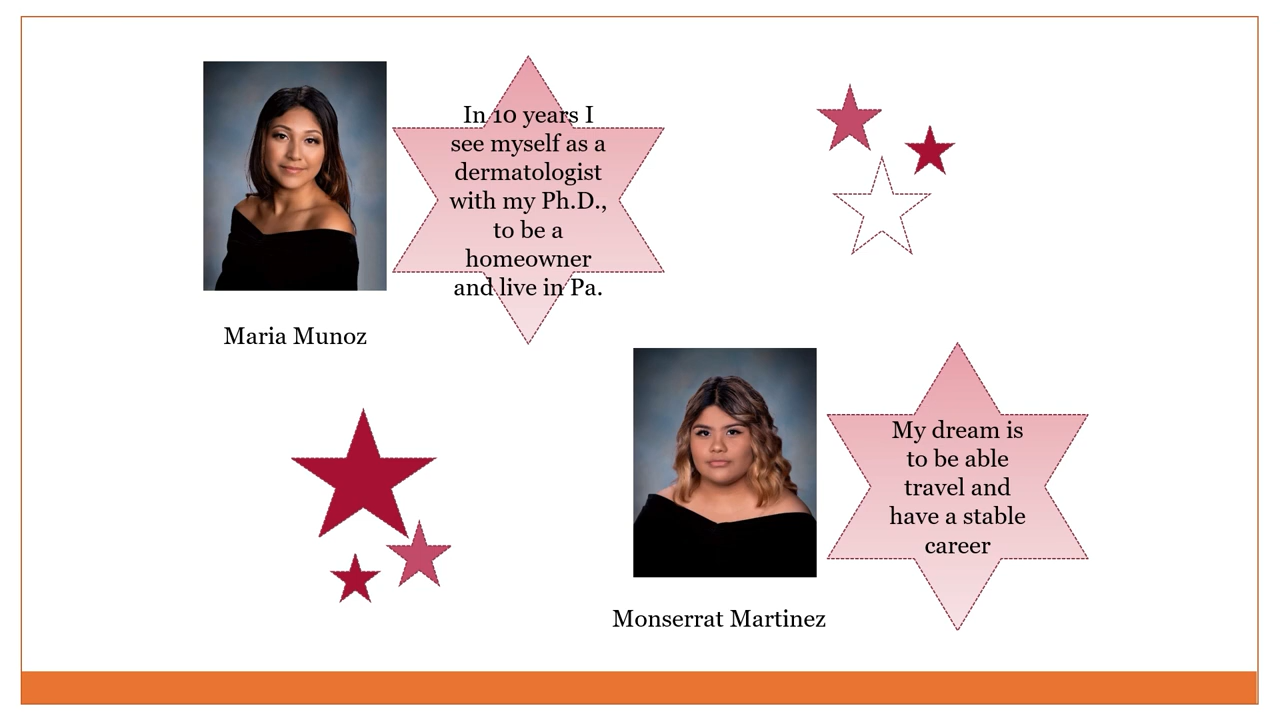 In 10 years I
see myself as a
dermatologist
with my Ph.D.,
to be a
homeowner
and live in Pa.
Maria Munoz
My dream is
to be able
travel and
have a stable
career
Monserrat Martinez